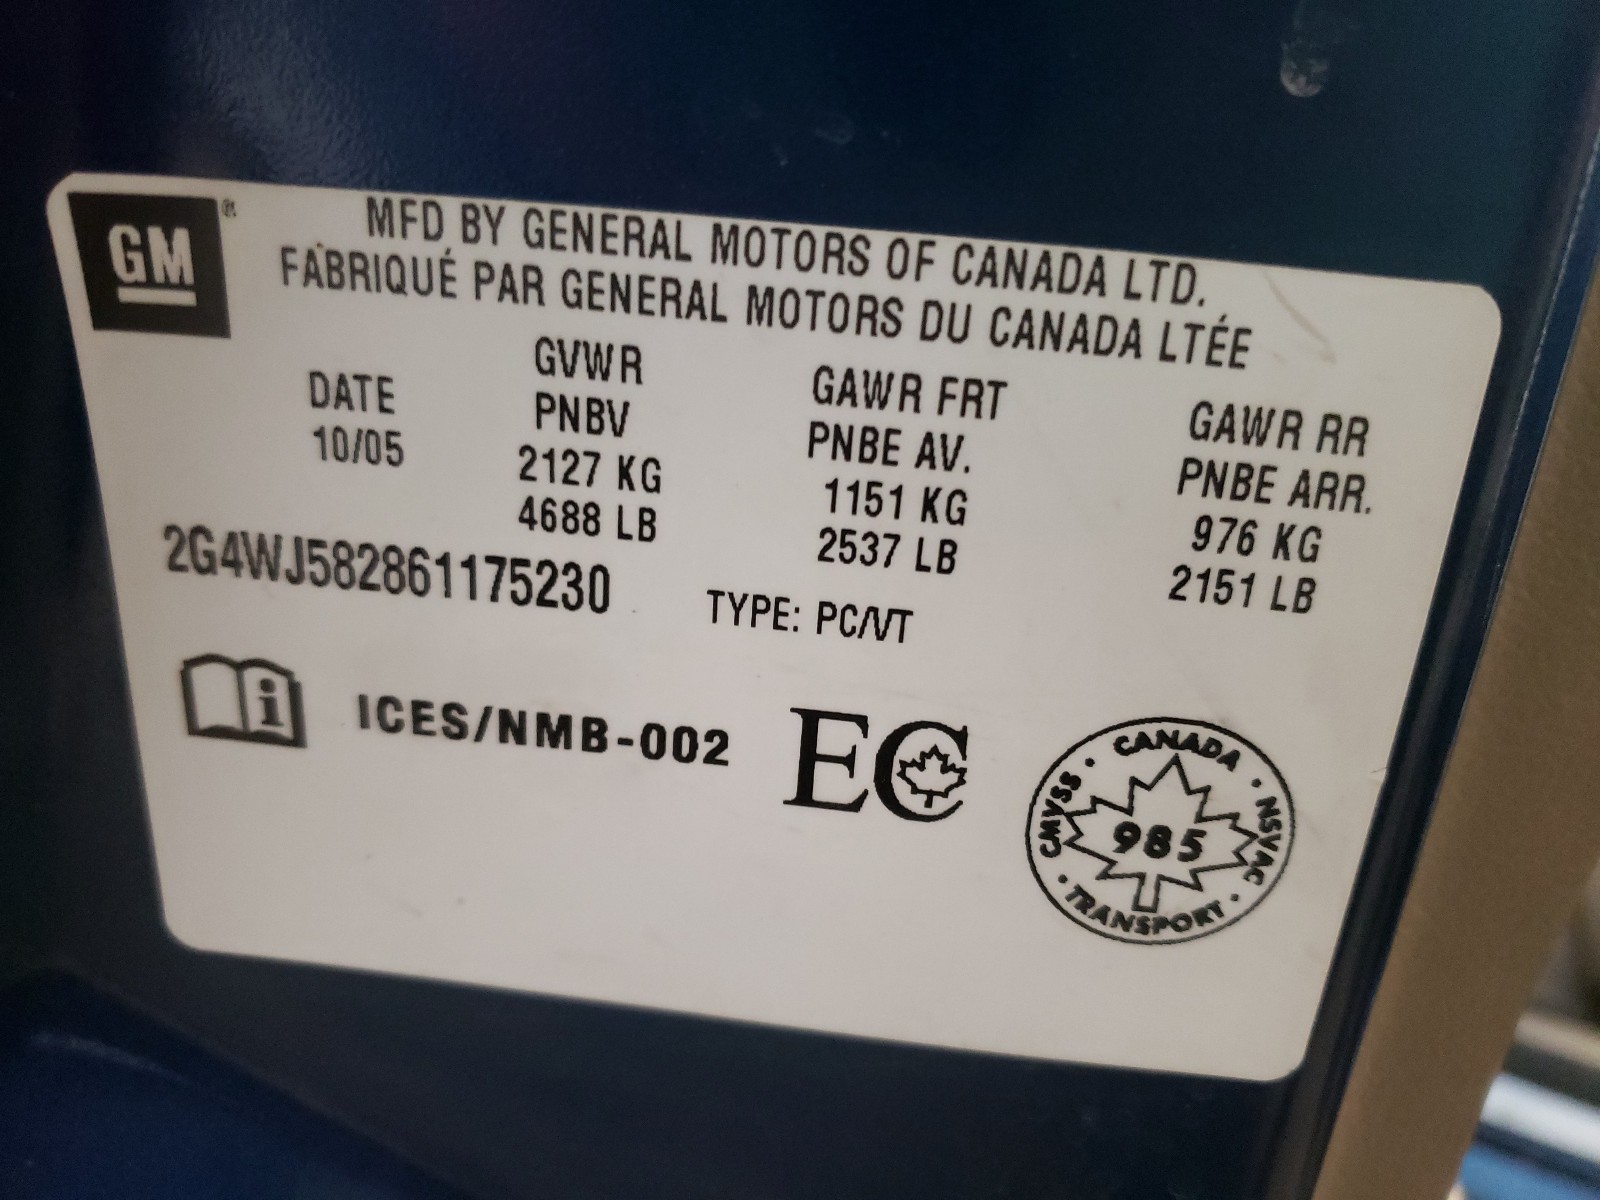 GM®
MFD BY GENERAL MOTORS OF CANADA LTD.
FABRIQUÉ PAR GENERAL MOTORS DU CANADA LTÉE
DATE
10/05
GVWR
PNBV
2127 KG
4688 LB
GAWR FRT
PNBE AV.
1151 KG
2537 LB
GAWR RR
PNBE ARR.
976 KG
2151 LB
2G4WJ582861175230
TYPE: PC/VT
i
ICES/NMB-002
EC
CANADA · NSVAC · TRANSPORT · CMVSS ·
985